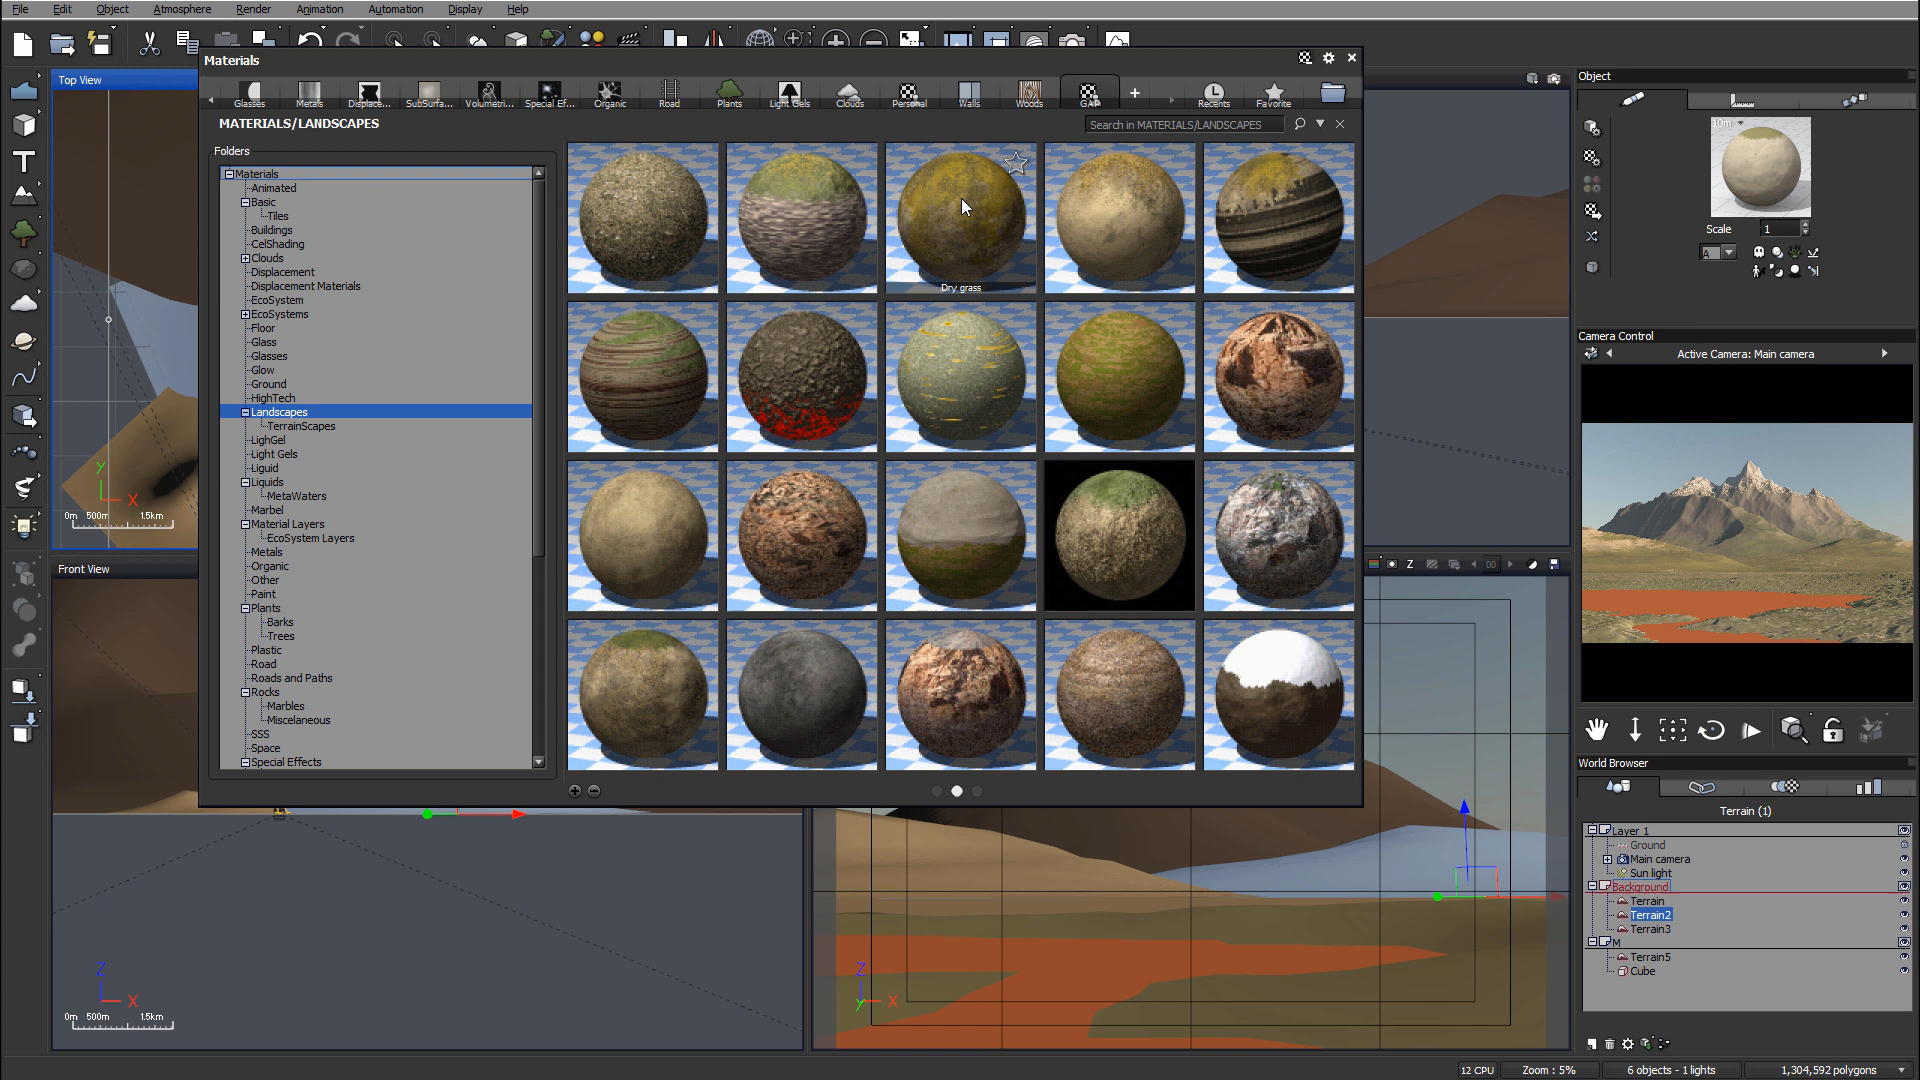 File Edit Object Atmosphere Render Animation Automation Display Help
Top View
Materials
Glasses Metals Displace... SubSurfa... Volumetri... Special Ef... Organic Road Plants Light Gels Clouds Personal Walls Woods GAP + Recents Favorite
MATERIALS/LANDSCAPES
Search in MATERIALS/LANDSCAPES
Folders
Materials
Animated
Basic
Tiles
Buildings
CelShading
Clouds
Displacement
Displacement Materials
EcoSystem
EcoSystems
Floor
Glass
Glasses
Glow
Ground
HighTech
Landscapes
TerrainScapes
LighGel
Light Gels
Liquid
Liquids
MetaWaters
Marbel
Material Layers
EcoSystem Layers
Metals
Organic
Other
Paint
Plants
Barks
Trees
Plastic
Road
Roads and Paths
Rocks
Marbles
Miscelaneous
SSS
Space
Special Effects
Dry grass
Y
X
0m 500m 1.5km
Front View
Z
X
0m 500m 1.5km
Z 00
Z
Y X
Object
10m
Scale 1
A
Camera Control
Active Camera: Main camera
World Browser
Terrain (1)
Layer 1
Ground
Main camera
Sun light
Background
Terrain
Terrain2
Terrain3
M
Terrain5
Cube
12 CPU Zoom : 5% 6 objects - 1 lights 1,304,592 polygons